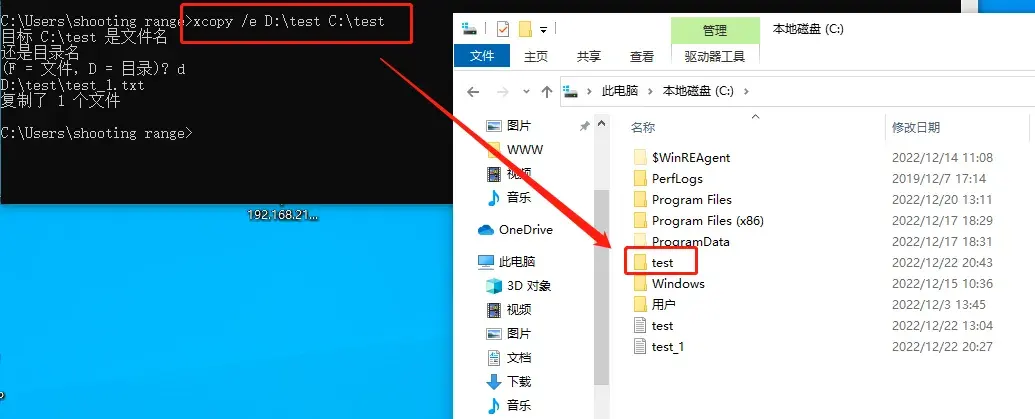 C:\Users\shooting range>xcopy /e D:\test C:\test
目标 C:\test 是文件名
还是目录名
(F = 文件，D = 目录)? d
D:\test\test_1.txt
复制了 1 个文件
C:\Users\shooting range>
192.168.21...
管理
本地磁盘 (C:)
文件
主页
共享
查看
驱动器工具
此电脑
本地磁盘 (C:)
图片
WWW
视频
音乐
OneDrive
此电脑
3D 对象
视频
图片
文档
下载
音乐
名称
修改日期
$WinREAgent
2022/12/14 11:08
PerfLogs
2019/12/7 17:14
Program Files
2022/12/20 13:11
Program Files (x86)
2022/12/17 18:29
ProgramData
2022/12/17 18:31
test
2022/12/22 20:43
Windows
2022/12/15 10:36
用户
2022/12/3 13:45
test
2022/12/22 13:04
test_1
2022/12/22 20:27